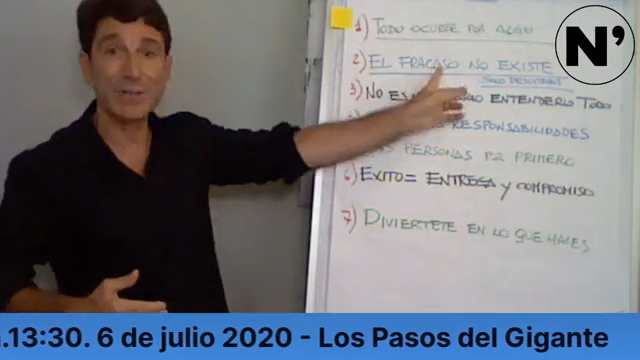 1) TODO OCURRE POR ALGO
N’
2) EL FRACASO NO EXISTE
SOLO RESULTADOS
3) NO ES ENTENDERLO TODO
RESPONSABILIDADES
PERSONAS Pª PRIMERO
6) EXITO = ENTREGA Y COMPROMISO
7) DIVIERTETE EN LO QUE HACES
.13:30. 6 de julio 2020 - Los Pasos del Gigante